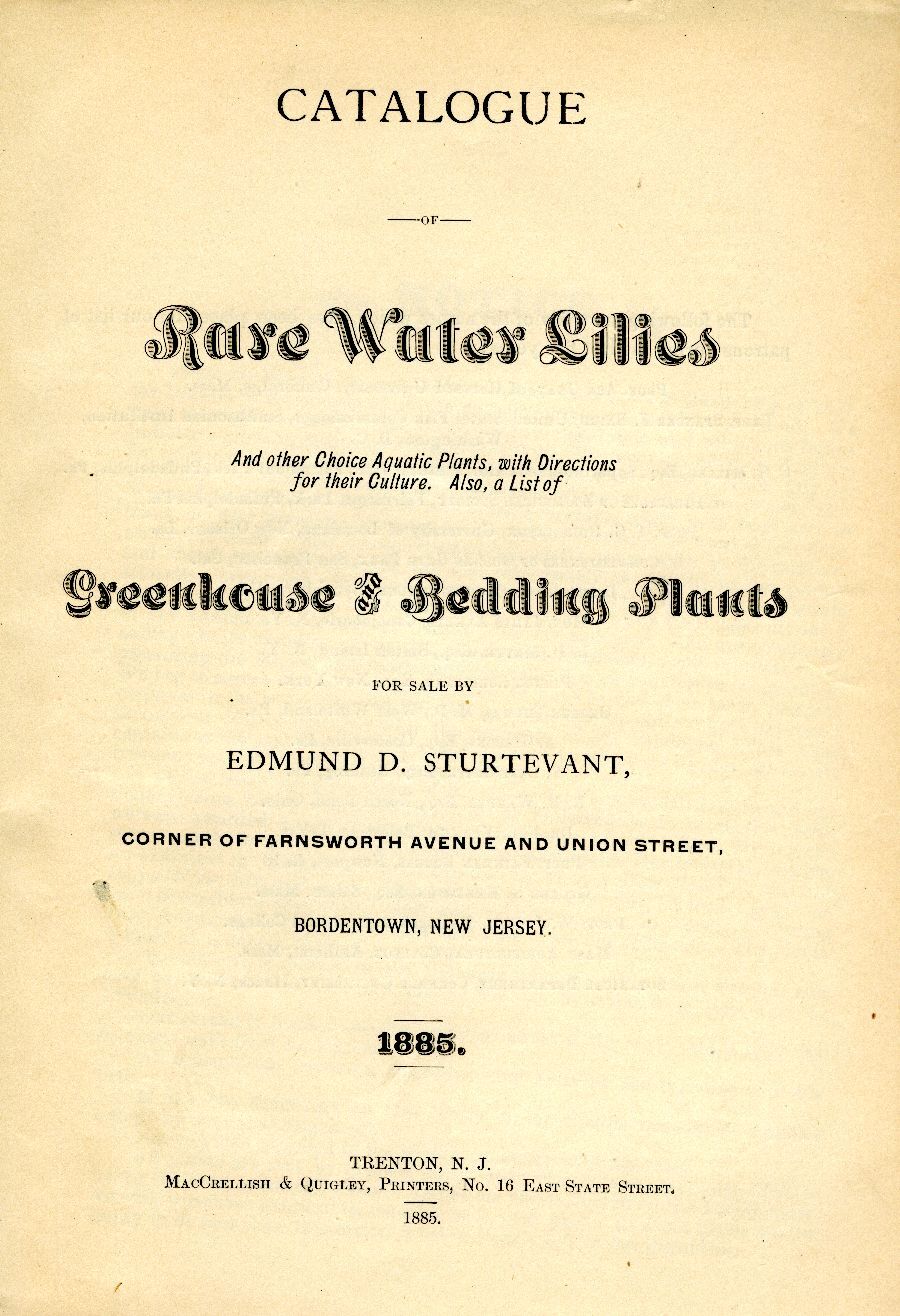 CATALOGUE
OF
Rare Water Lilies
And other Choice Aquatic Plants, with Directions
for their Culture. Also, a List of
Greenhouse and Bedding Plants
FOR SALE BY
EDMUND D. STURTEVANT,
CORNER OF FARNSWORTH AVENUE AND UNION STREET,
BORDENTOWN, NEW JERSEY.
1885.
TRENTON, N. J.
MACCRELLISH & QUIGLEY, PRINTERS, NO. 16 EAST STATE STREET.
1885.